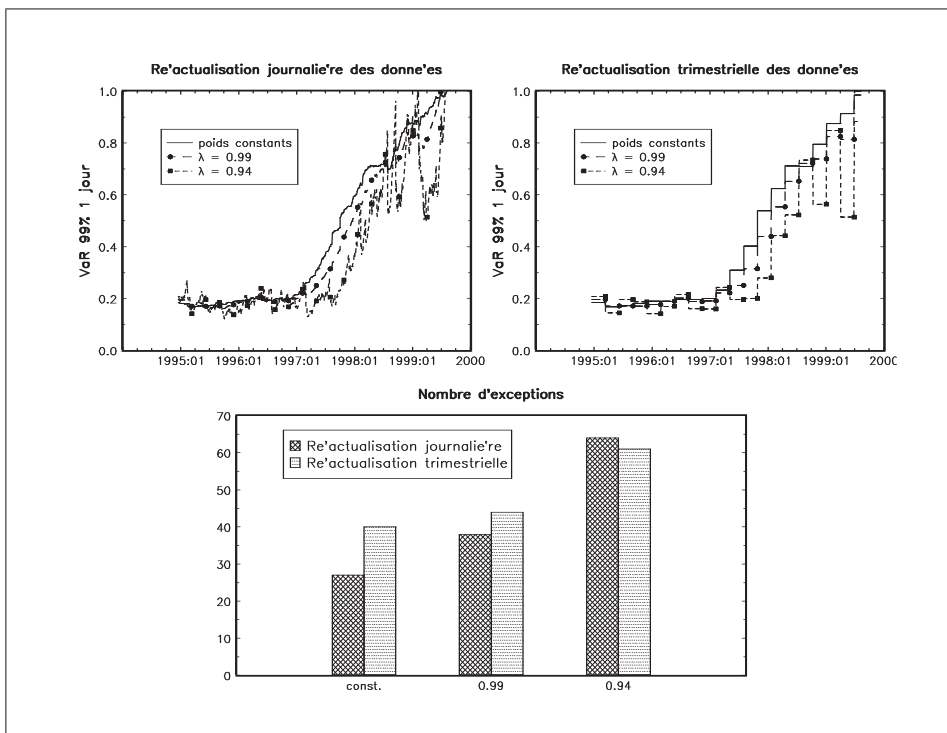 Re'actualisation journalie're des donne'es
VaR 99% 1 jour
1.0
0.8
0.6
0.4
0.2
0.0
poids constants
λ = 0.99
λ = 0.94
1995:01 1996:01 1997:01 1998:01 1999:01 2000
Re'actualisation trimestrielle des donne'es
VaR 99% 1 jour
1.0
0.8
0.6
0.4
0.2
0.0
poids constants
λ = 0.99
λ = 0.94
1995:01 1996:01 1997:01 1998:01 1999:01 200
Nombre d'exceptions
70
60
50
40
30
20
10
0
Re'actualisation journalie're
Re'actualisation trimestrielle
const. 0.99 0.94